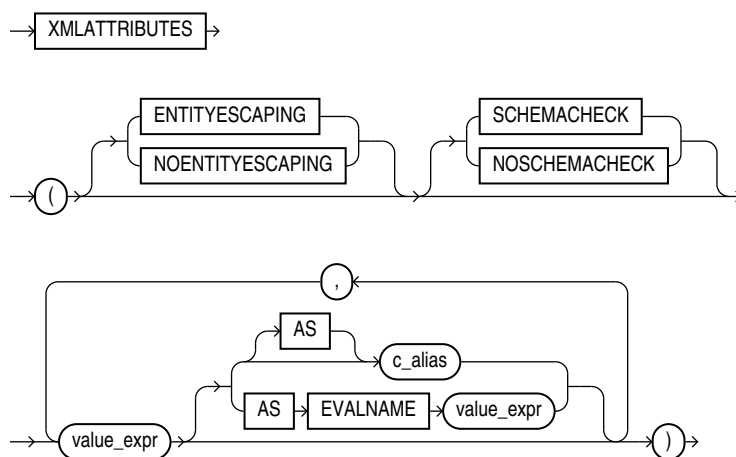 XMLATTRIBUTES
ENTITYESCAPING SCHEMACHECK
( NOENTITYESCAPING NOSCHEMACHECK
,
AS
c_alias
AS EVALNAME value_expr
value_expr )